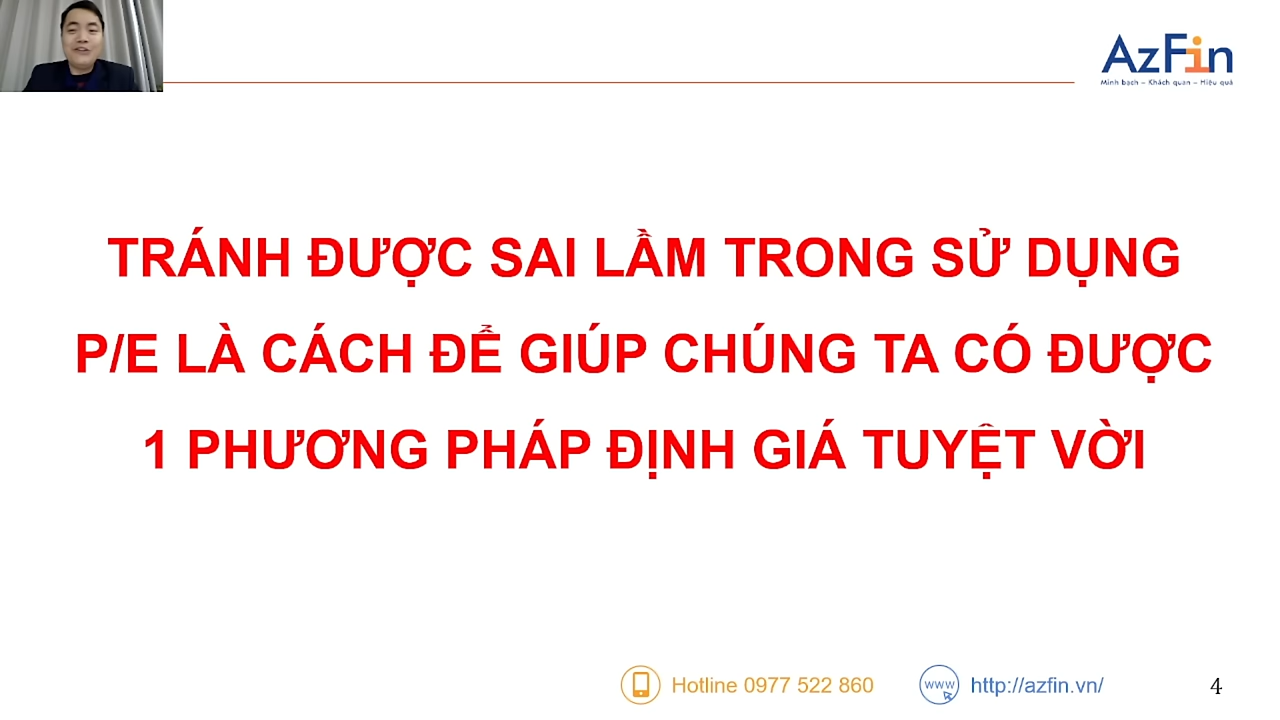 AzFin
Minh bạch – Khách quan – Hiệu quả
TRÁNH ĐƯỢC SAI LẦM TRONG SỬ DỤNG
P/E LÀ CÁCH ĐỂ GIÚP CHÚNG TA CÓ ĐƯỢC
1 PHƯƠNG PHÁP ĐỊNH GIÁ TUYỆT VỜI
Hotline 0977 522 860
www
http://azfin.vn/
4